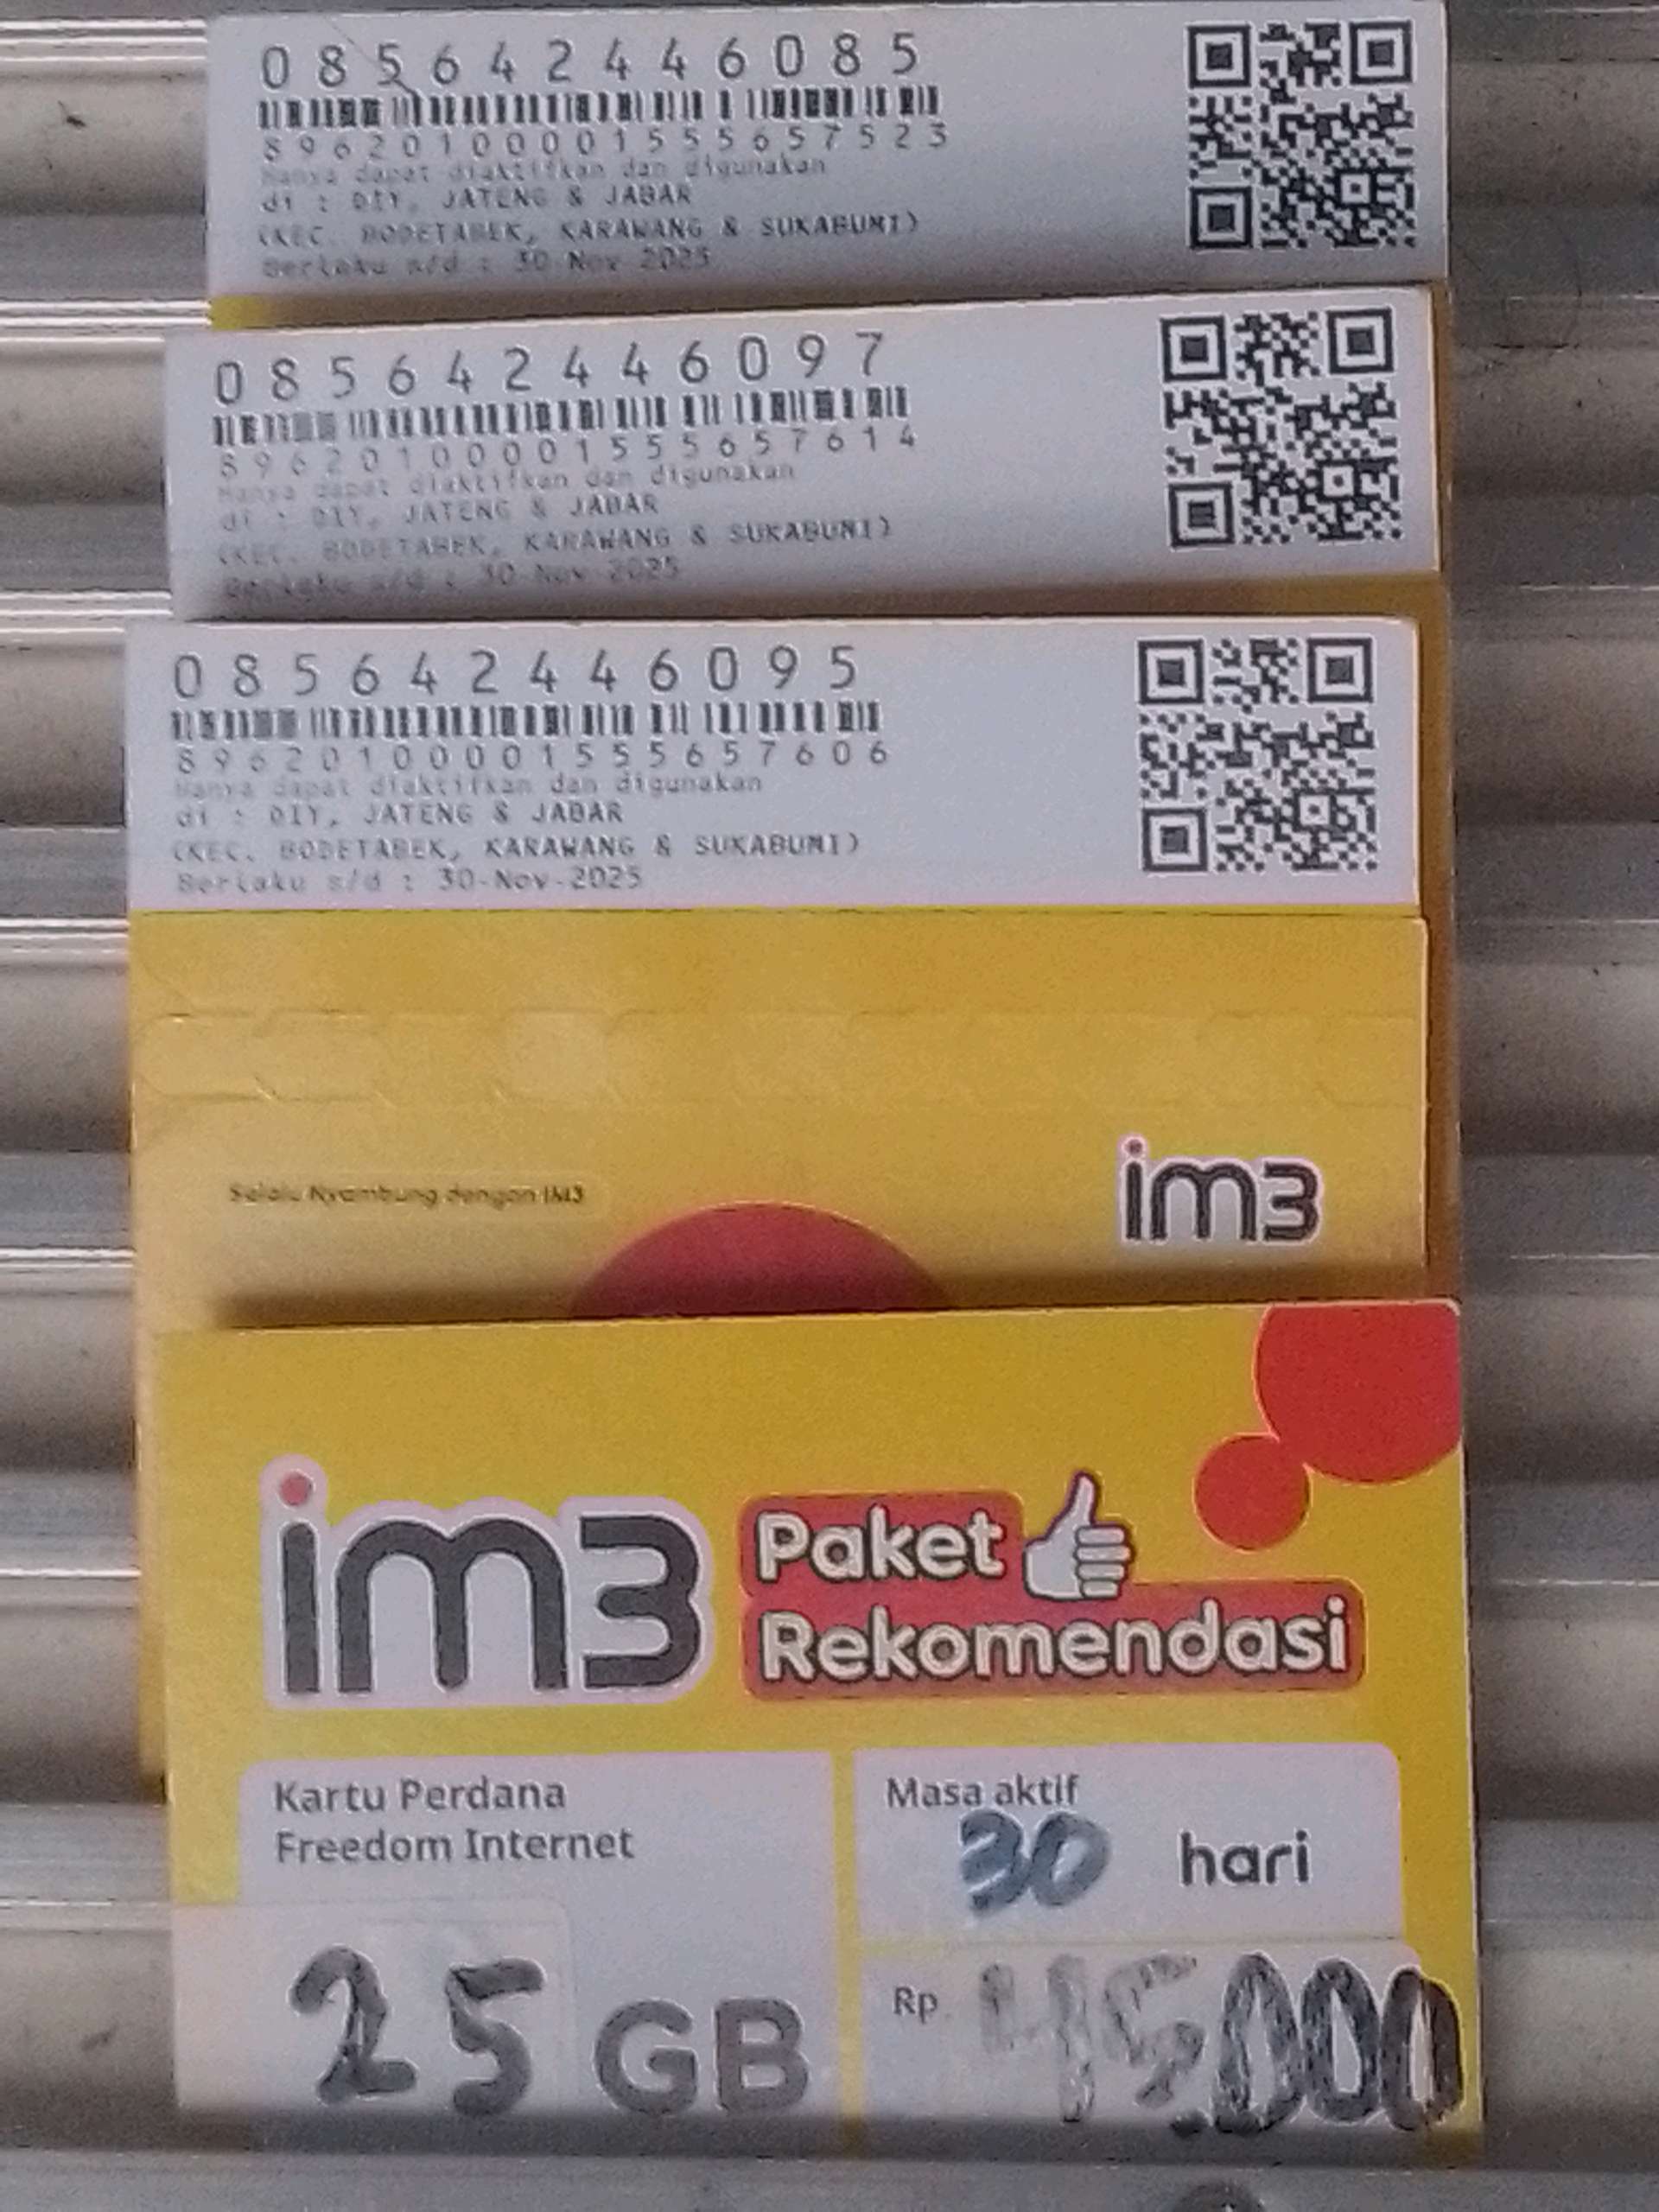 085642446085
89620100001555657523
Hanya dapat diaktifkan dan digunakan
di : DIY, JATENG & JABAR
(KEC. BODETABEK, KARAWANG & SUKABUMI)
Berlaku s/d : 30-Nov-2025
085642446097
89620100001555657614
Hanya dapat diaktifkan dan digunakan
di : DIY, JATENG & JABAR
(KEC. BODETABEK, KARAWANG & SUKABUMI)
Berlaku s/d : 30-Nov-2025
085642446095
89620100001555657606
Hanya dapat diaktifkan dan digunakan
di : DIY, JATENG & JABAR
(KEC. BODETABEK, KARAWANG & SUKABUMI)
Berlaku s/d : 30-Nov-2025
Selalu Nyambung dengan IM3
im3
im3
Paket
Rekomendasi
Kartu Perdana
Freedom Internet
25 GB
Masa aktif
30 hari
Rp 45.000